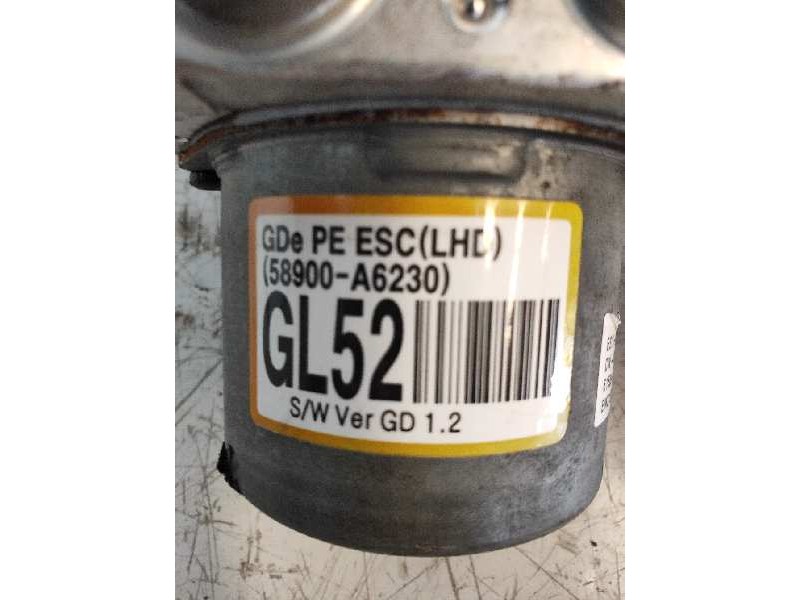 GDe PE ESC(LHD)
(58900-A6230)
GL52
S/W Ver GD 1.2